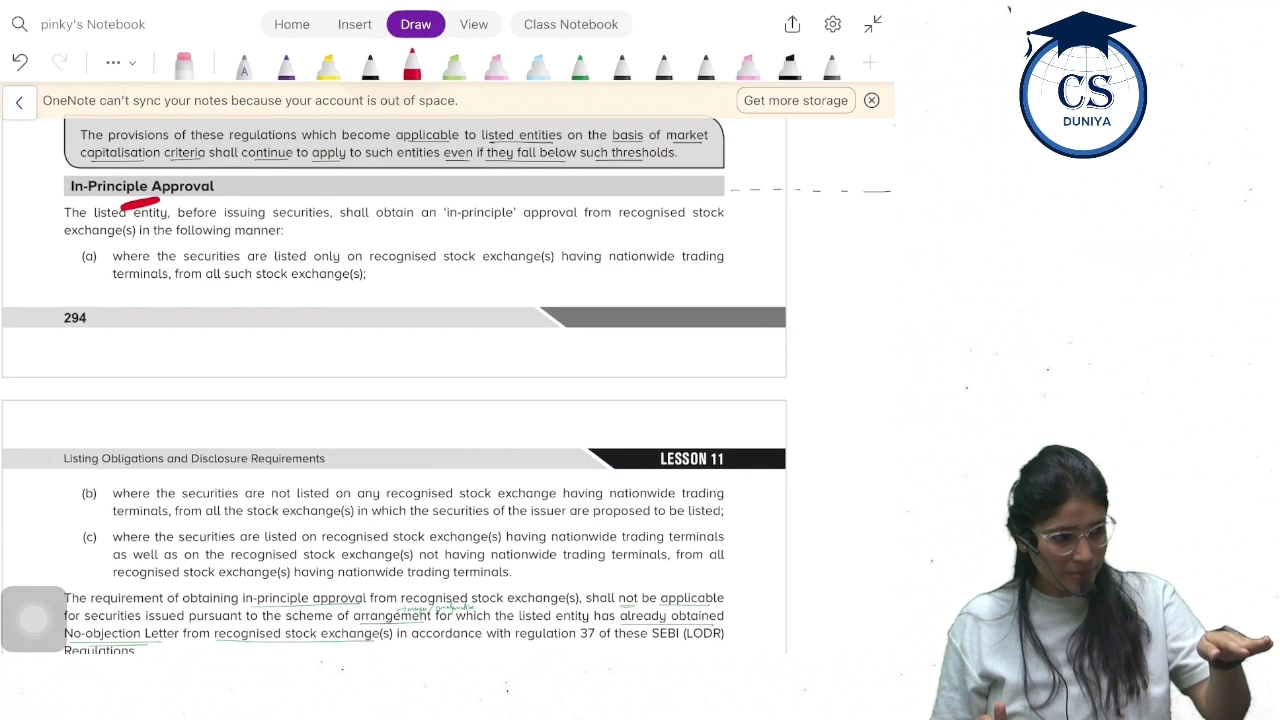 pinky's Notebook
Home Insert Draw View Class Notebook
OneNote can't sync your notes because your account is out of space.
Get more storage
The provisions of these regulations which become applicable to listed entities on the basis of market
capitalisation criteria shall continue to apply to such entities even if they fall below such thresholds.
In-Principle Approval
The listed entity, before issuing securities, shall obtain an 'in-principle' approval from recognised stock
exchange(s) in the following manner:
(a) where the securities are listed only on recognised stock exchange(s) having nationwide trading
terminals, from all such stock exchange(s);
294
Listing Obligations and Disclosure Requirements
LESSON 11
(b) where the securities are not listed on any recognised stock exchange having nationwide trading
terminals, from all the stock exchange(s) in which the securities of the issuer are proposed to be listed;
(c) where the securities are listed on recognised stock exchange(s) having nationwide trading terminals
as well as on the recognised stock exchange(s) not having nationwide trading terminals, from all
recognised stock exchange(s) having nationwide trading terminals.
The requirement of obtaining in-principle approval from recognised stock exchange(s), shall not be applicable
for securities issued pursuant to the scheme of arrangement for which the listed entity has already obtained
No-objection Letter from recognised stock exchange(s) in accordance with regulation 37 of these SEBI (LODR)
Regulations
CS
DUNIYA